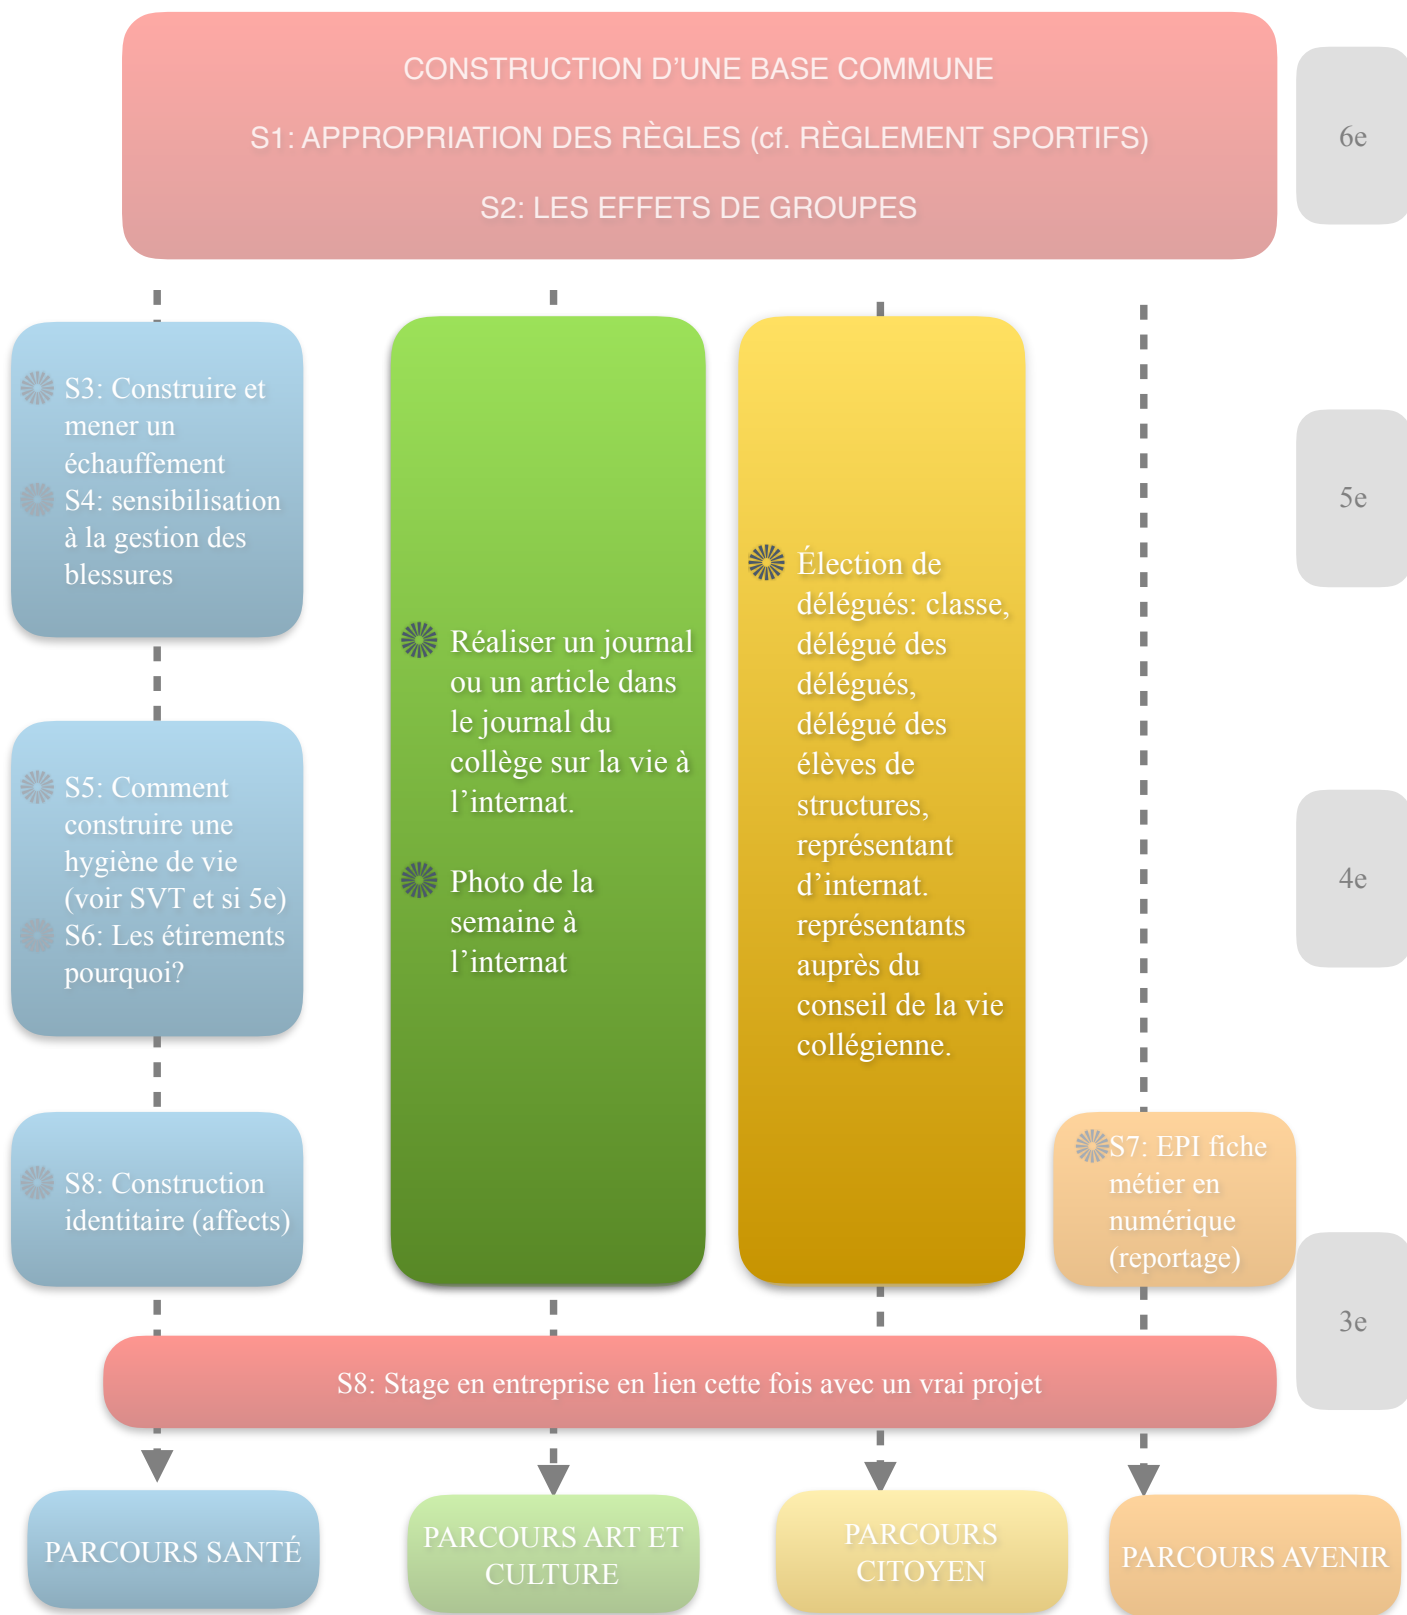 CONSTRUCTION D’UNE BASE COMMUNE
S1: APPROPRIATION DES RÈGLES (cf. RÈGLEMENT SPORTIFS)
S2: LES EFFETS DE GROUPES
6e
S3: Construire et
mener un
échauffement
S4: sensibilisation
à la gestion des
blessures
5e
S5: Comment
construire une
hygiène de vie
(voir SVT et si 5e)
S6: Les étirements
pourquoi?
4e
S8: Construction
identitaire (affects)
Réaliser un journal
ou un article dans
le journal du
collège sur la vie à
l’internat.
Photo de la
semaine à
l’internat
Élection de
délégués: classe,
délégué des
délégués,
délégué des
élèves de
structures,
représentant
d’internat.
représentants
auprès du
conseil de la vie
collégienne.
S7: EPI fiche
métier en
numérique
(reportage)
3e
S8: Stage en entreprise en lien cette fois avec un vrai projet
PARCOURS SANTÉ
PARCOURS ART ET
CULTURE
PARCOURS
CITOYEN
PARCOURS AVENIR